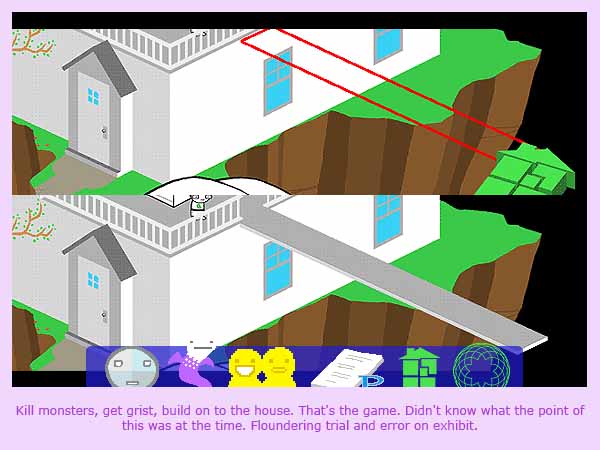 Kill monsters, get grist, build on to the house. That's the game. Didn't know what the point of
this was at the time. Floundering trial and error on exhibit.